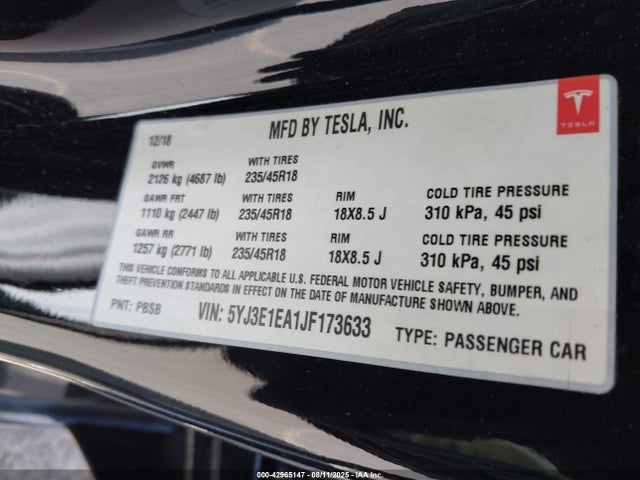 12/18
MFD BY TESLA, INC.
TESLA
GVWR WITH TIRES
2126 kg (4687 lb) 235/45R18
GAWR FRT WITH TIRES RIM COLD TIRE PRESSURE
1110 kg (2447 lb) 235/45R18 18X8.5 J 310 kPa, 45 psi
GAWR RR WITH TIRES RIM COLD TIRE PRESSURE
1257 kg (2771 lb) 235/45R18 18X8.5 J 310 kPa, 45 psi
THIS VEHICLE CONFORMS TO ALL APPLICABLE U.S. FEDERAL MOTOR VEHICLE SAFETY, BUMPER, AND
THEFT PREVENTION STANDARDS IN EFFECT ON THE DATE OF MANUFACTURE SHOWN ABOVE.
PNT: PBSB VIN: 5YJ3E1EA1JF173633 TYPE: PASSENGER CAR
000-42965147 - 08/11/2025 - IAA Inc.